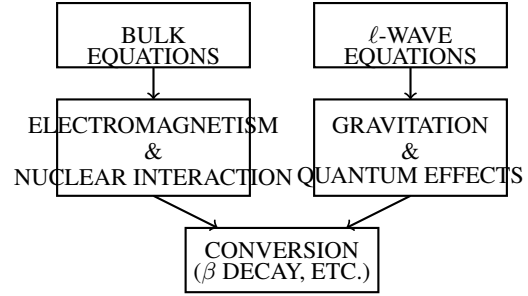 BULK
EQUATIONS
ℓ-WAVE
EQUATIONS
ELECTROMAGNETISM
&
NUCLEAR INTERACTION
GRAVITATION
&
QUANTUM EFFECTS
CONVERSION
(β DECAY, ETC.)